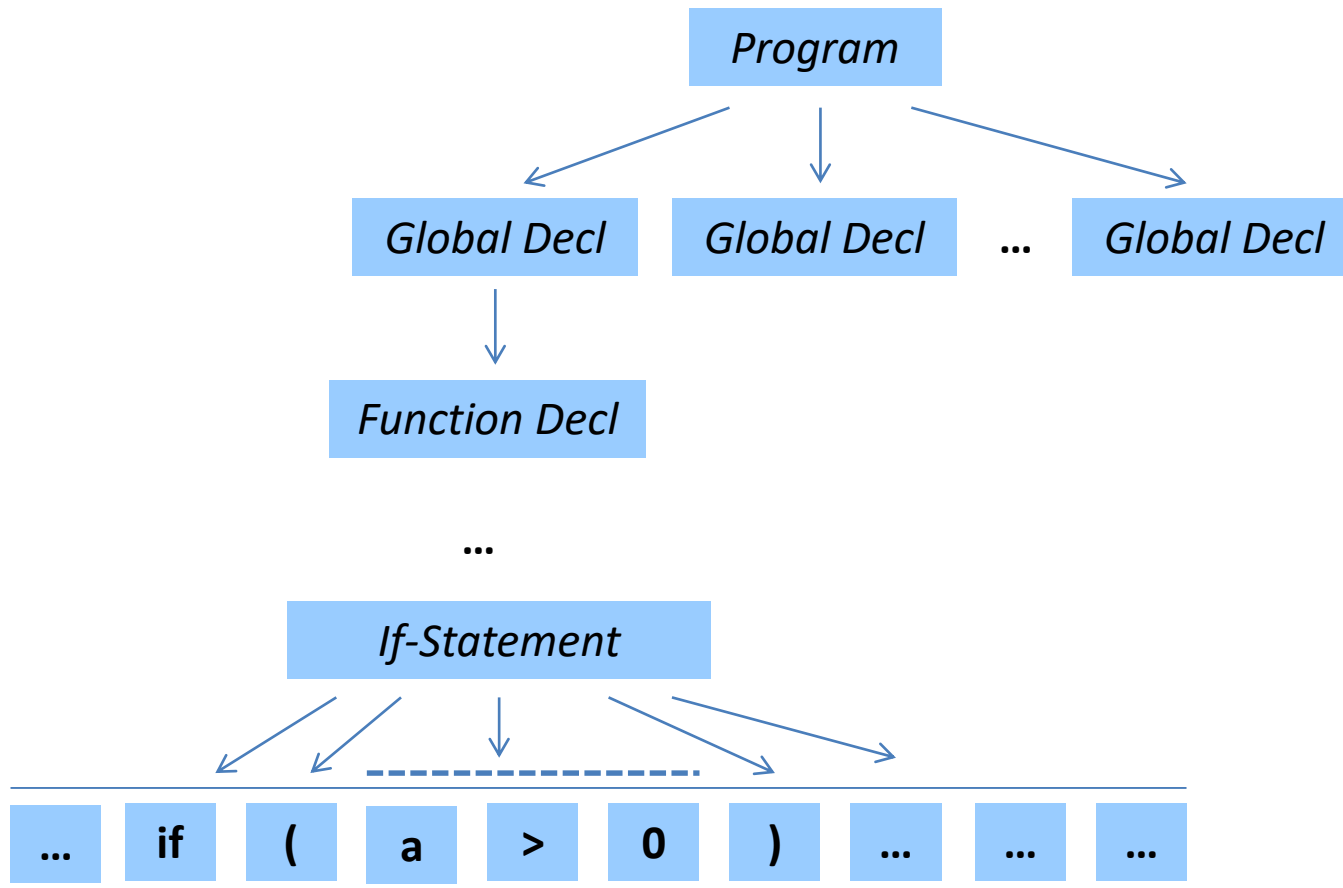 Program
Global Decl Global Decl … Global Decl
Function Decl
…
If-Statement
… if ( a > 0 ) … … …